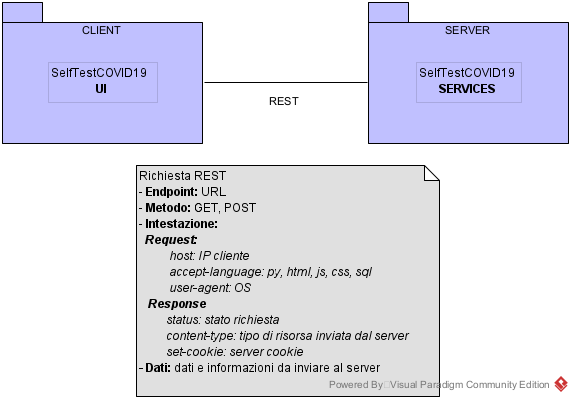 CLIENT
SelfTestCOVID19
UI
REST
SERVER
SelfTestCOVID19
SERVICES
Richiesta REST
- Endpoint: URL
- Metodo: GET, POST
- Intestazione:
Request:
host: IP cliente
accept-language: py, html, js, css, sql
user-agent: OS
Response
status: stato richiesta
content-type: tipo di risorsa inviata dal server
set-cookie: server cookie
- Dati: dati e informazioni da inviare al server
Powered By Visual Paradigm Community Edition